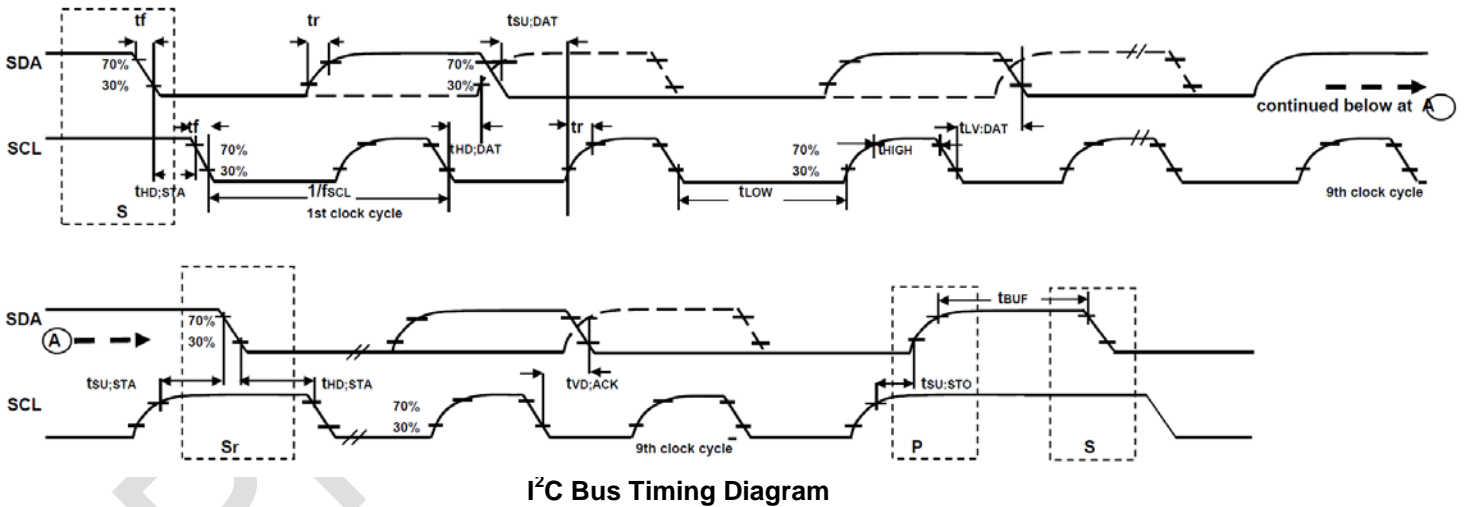 tf
tr
tSU;DAT
SDA
70%
30%
70%
30%
continued below at A
SCL
tf
70%
30%
tHD;DAT
tr
70%
30%
tHIGH
tLV:DAT
tHD;STA
1/fSCL
1st clock cycle
tLOW
9th clock cycle
S
SDA
A
70%
30%
tBUF
tSU;STA
tHD;STA
tVD;ACK
tSU:STO
SCL
70%
30%
9th clock cycle
Sr
P
S
I²C Bus Timing Diagram